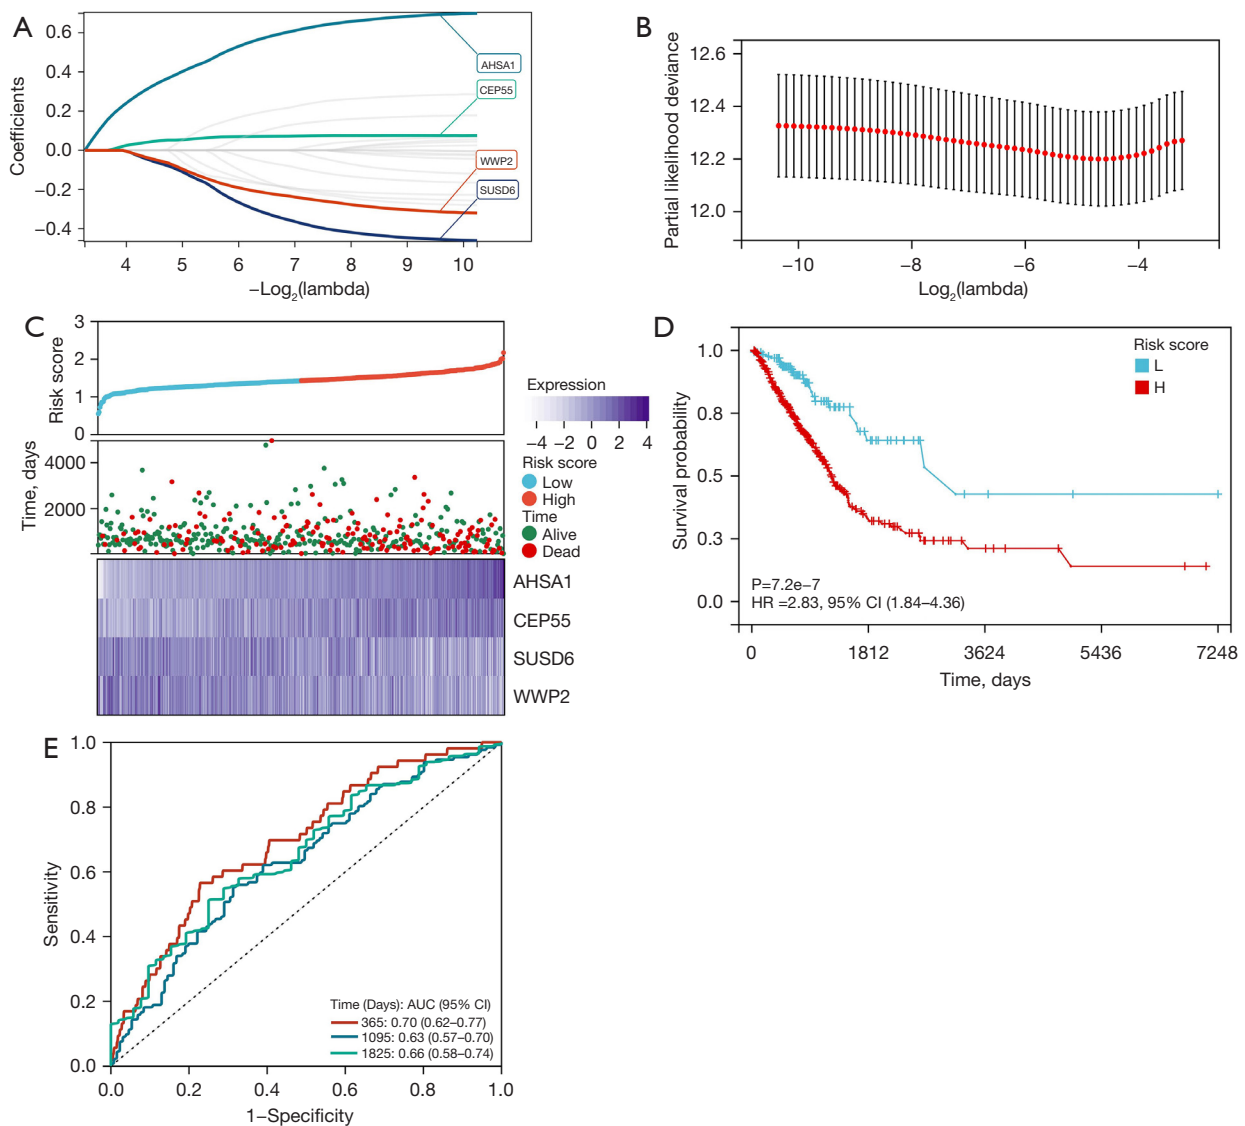 A
0.6
0.4
0.2
0.0
−0.2
−0.4
Coefficients
AHSA1
CEP55
WWP2
SUSD6
4 5 6 7 8 9 10
−Log2(lambda)
B
12.6
12.4
12.2
12.0
Partial likelihood deviance
−10 −8 −6 −4
Log2(lambda)
C
3
2
1
0
Risk score
4000
2000
Time, days
Expression
−4 −2 0 2 4
Risk score
Low
High
Time
Alive
Dead
AHSA1
CEP55
SUSD6
WWP2
D
1.0
0.8
0.5
0.3
0.0
Survival probability
Risk score
L
H
P=7.2e−7
HR =2.83, 95% CI (1.84–4.36)
0 1812 3624 5436 7248
Time, days
E
1.0
0.8
0.6
0.4
0.2
0.0
Sensitivity
Time (Days): AUC (95% CI)
365: 0.70 (0.62–0.77)
1095: 0.63 (0.57–0.70)
1825: 0.66 (0.58–0.74)
0.0 0.2 0.4 0.6 0.8 1.0
1−Specificity